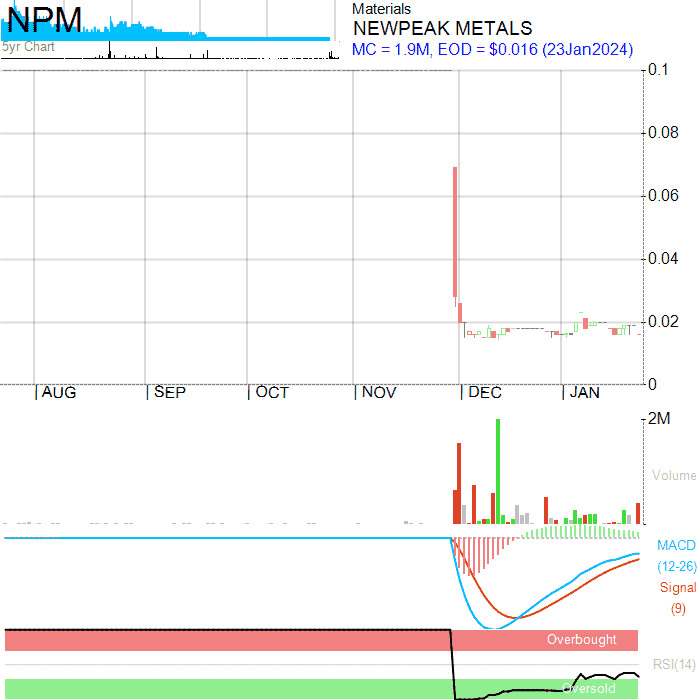 NPM
5yr Chart
Materials
NEWPEAK METALS
MC = 1.9M, EOD = $0.016 (23Jan2024)
0.1
0.08
0.06
0.04
0.02
0
AUG SEP OCT NOV DEC JAN
2M
Volume
MACD
(12-26)
Signal
(9)
Overbought
RSI(14)
Oversold